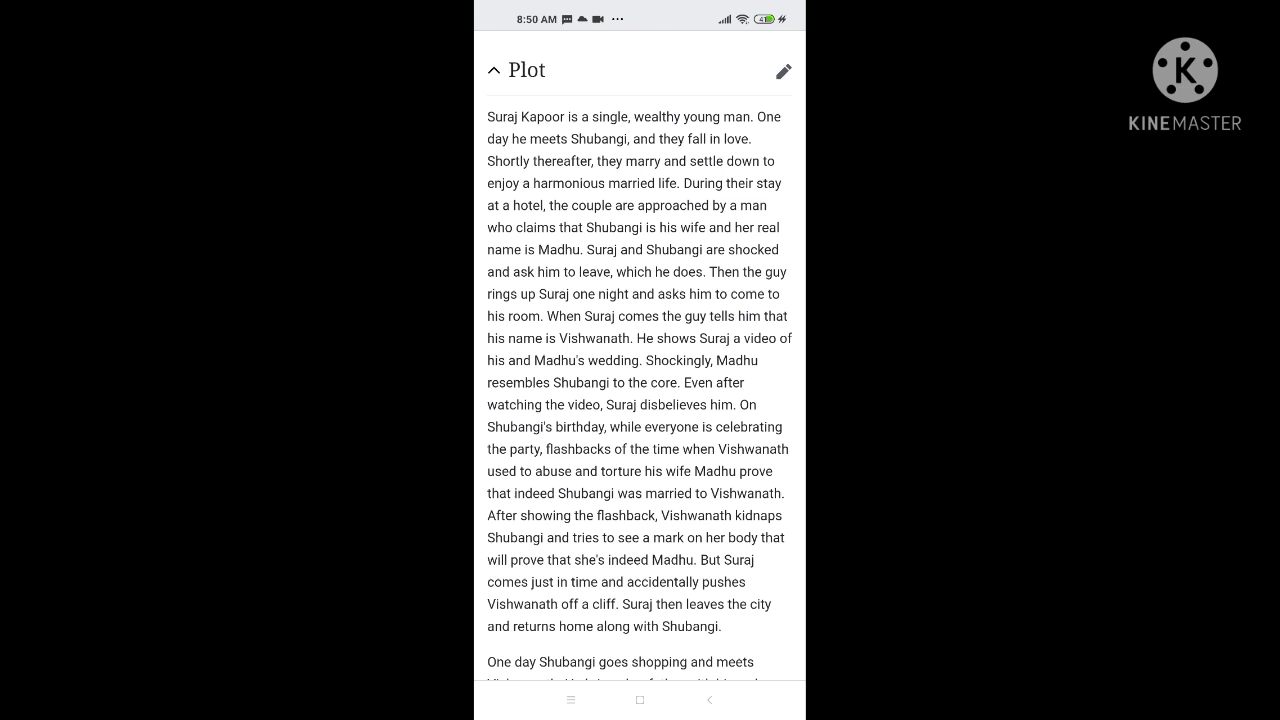 8:50 AM
41
Plot
Suraj Kapoor is a single, wealthy young man. One
day he meets Shubangi, and they fall in love.
Shortly thereafter, they marry and settle down to
enjoy a harmonious married life. During their stay
at a hotel, the couple are approached by a man
who claims that Shubangi is his wife and her real
name is Madhu. Suraj and Shubangi are shocked
and ask him to leave, which he does. Then the guy
rings up Suraj one night and asks him to come to
his room. When Suraj comes the guy tells him that
his name is Vishwanath. He shows Suraj a video of
his and Madhu's wedding. Shockingly, Madhu
resembles Shubangi to the core. Even after
watching the video, Suraj disbelieves him. On
Shubangi's birthday, while everyone is celebrating
the party, flashbacks of the time when Vishwanath
used to abuse and torture his wife Madhu prove
that indeed Shubangi was married to Vishwanath.
After showing the flashback, Vishwanath kidnaps
Shubangi and tries to see a mark on her body that
will prove that she's indeed Madhu. But Suraj
comes just in time and accidentally pushes
Vishwanath off a cliff. Suraj then leaves the city
and returns home along with Shubangi.
One day Shubangi goes shopping and meets
K
KINEMASTER